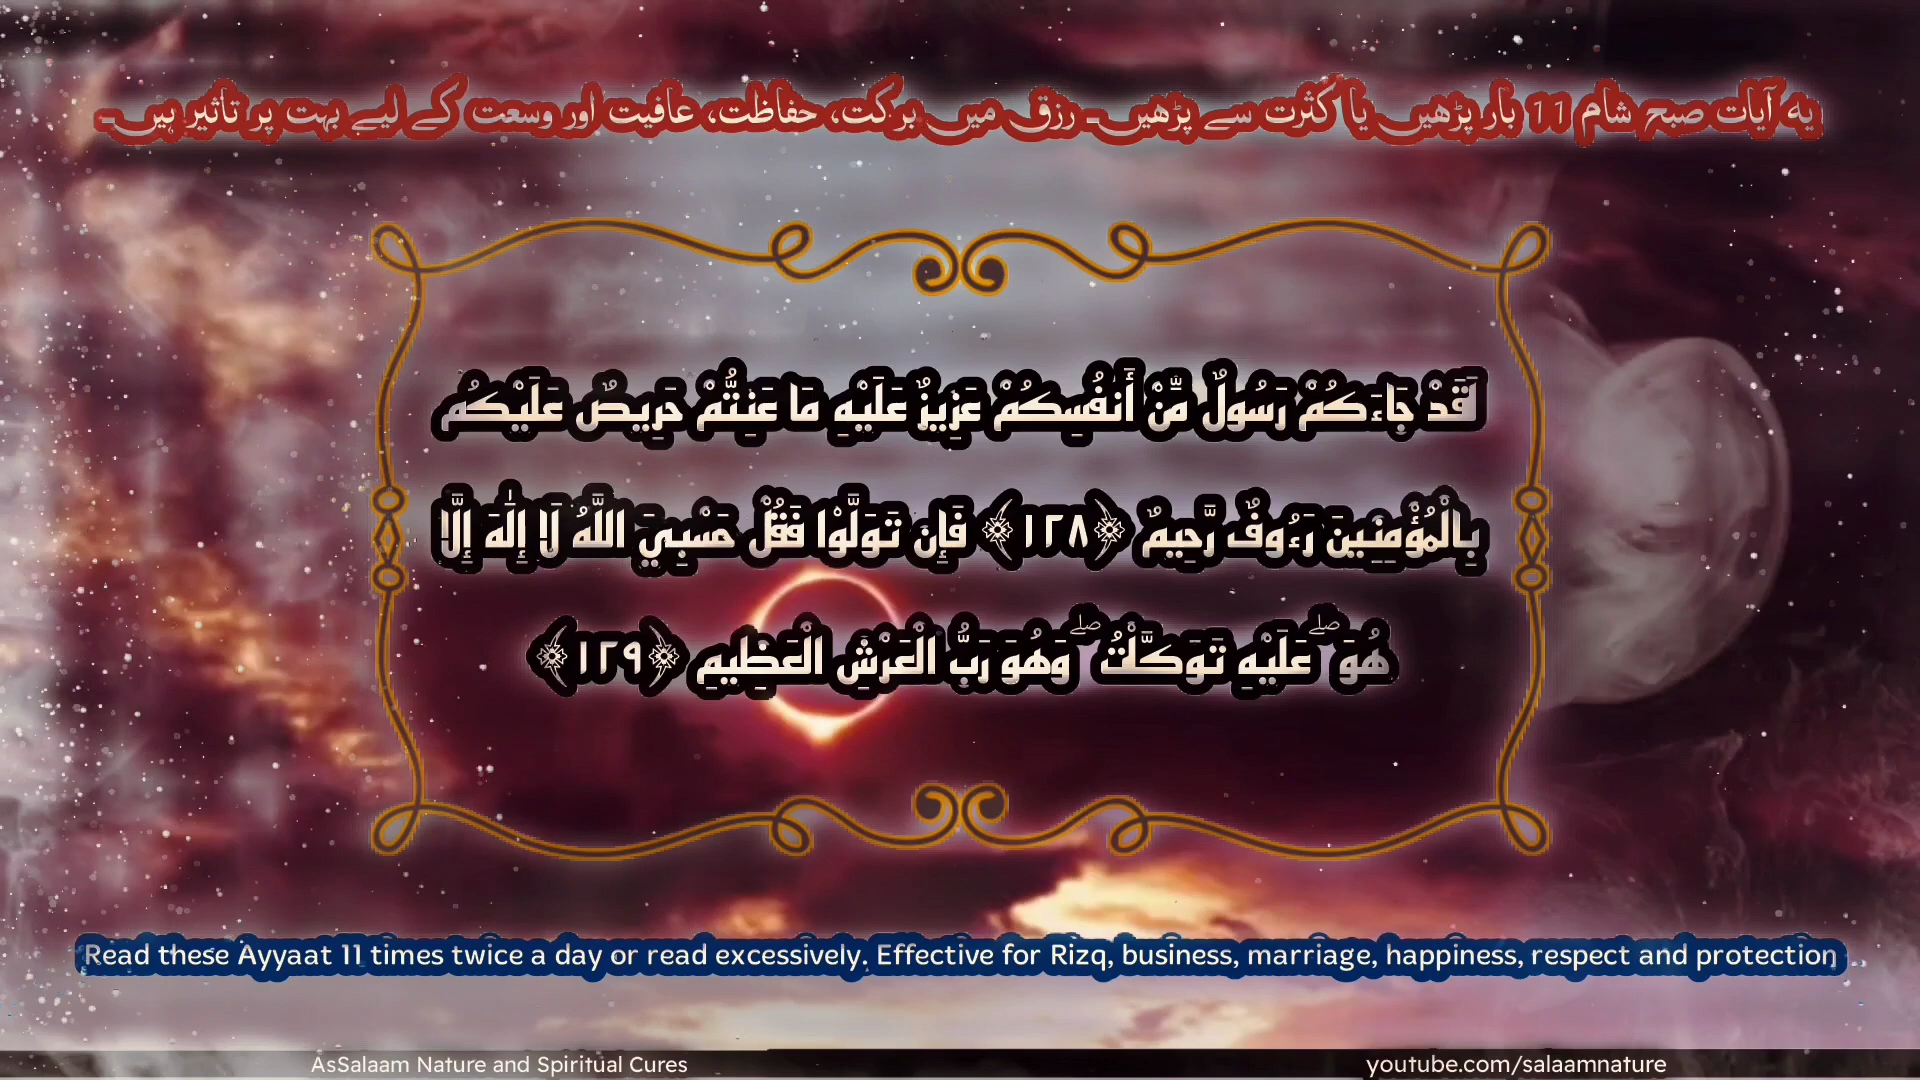 یہ آیات صبح شام 11 بار پڑھیں یا کثرت سے پڑھیں۔ رزق میں برکت، حفاظت، عافیت اور وسعت کے لیے بہت پر تاثیر ہیں۔
لَقَدْ جَاءَكُمْ رَسُولٌ مِّنْ أَنفُسِكُمْ عَزِيزٌ عَلَيْهِ مَا عَنِتُّمْ حَرِيصٌ عَلَيْكُم
بِالْمُؤْمِنِينَ رَءُوفٌ رَّحِيمٌ ﴿١٢٨﴾ فَإِن تَوَلَّوْا فَقُلْ حَسْبِيَ اللَّهُ لَا إِلَٰهَ إِلَّا
هُوَ ۖ عَلَيْهِ تَوَكَّلْتُ ۖ وَهُوَ رَبُّ الْعَرْشِ الْعَظِيمِ ﴿١٢٩﴾
Read these Ayyaat 11 times twice a day or read excessively. Effective for Rizq, business, marriage, happiness, respect and protection
AsSalaam Nature and Spiritual Cures
youtube.com/salaamnature